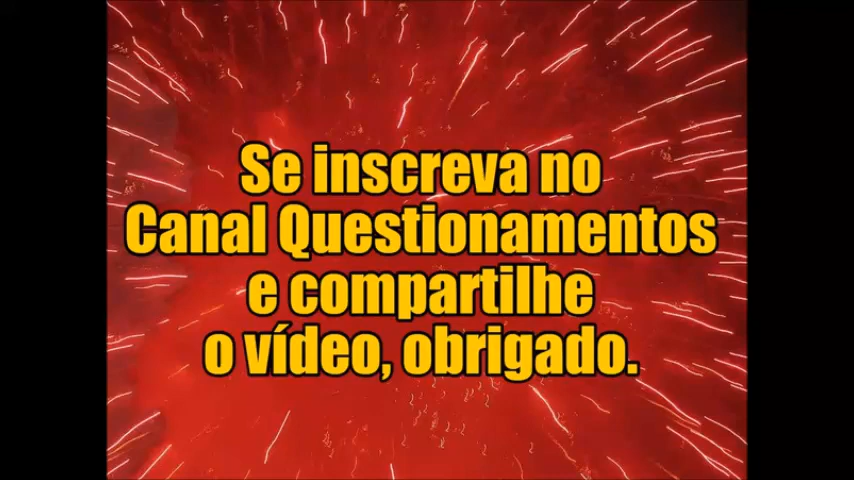 Se inscreva no
Canal Questionamentos
e compartilhe
o vídeo, obrigado.